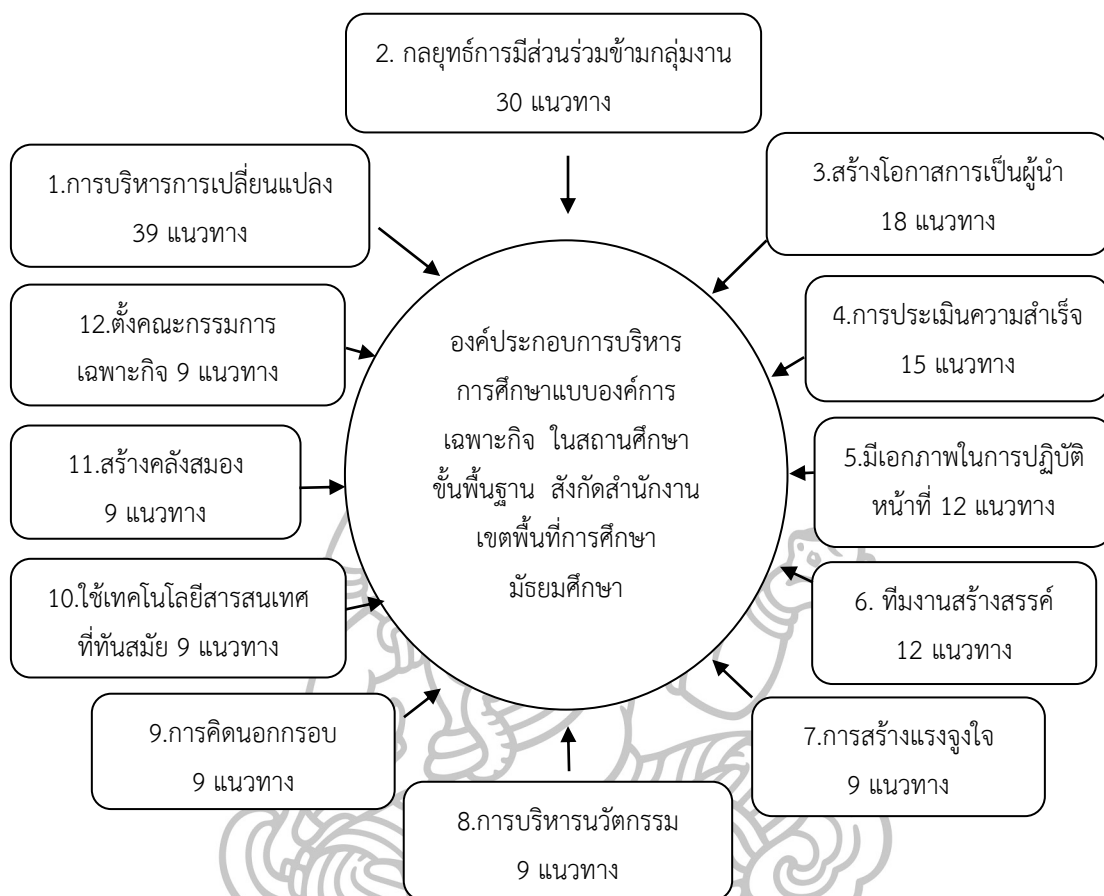 2. กลยุทธ์การมีส่วนร่วมข้ามกลุ่มงาน
30 แนวทาง
1.การบริหารการเปลี่ยนแปลง
39 แนวทาง
3.สร้างโอกาสการเป็นผู้นำ
18 แนวทาง
12.ตั้งคณะกรรมการ
เฉพาะกิจ 9 แนวทาง
4.การประเมินความสำเร็จ
15 แนวทาง
องค์ประกอบการบริหาร
การศึกษาแบบองค์การ
เฉพาะกิจ ในสถานศึกษา
ขั้นพื้นฐาน สังกัดสำนักงาน
เขตพื้นที่การศึกษา
มัธยมศึกษา
11.สร้างคลังสมอง
9 แนวทาง
5.มีเอกภาพในการปฏิบัติ
หน้าที่ 12 แนวทาง
10.ใช้เทคโนโลยีสารสนเทศ
ที่ทันสมัย 9 แนวทาง
6. ทีมงานสร้างสรรค์
12 แนวทาง
9.การคิดนอกกรอบ
9 แนวทาง
7.การสร้างแรงจูงใจ
9 แนวทาง
8.การบริหารนวัตกรรม
9 แนวทาง